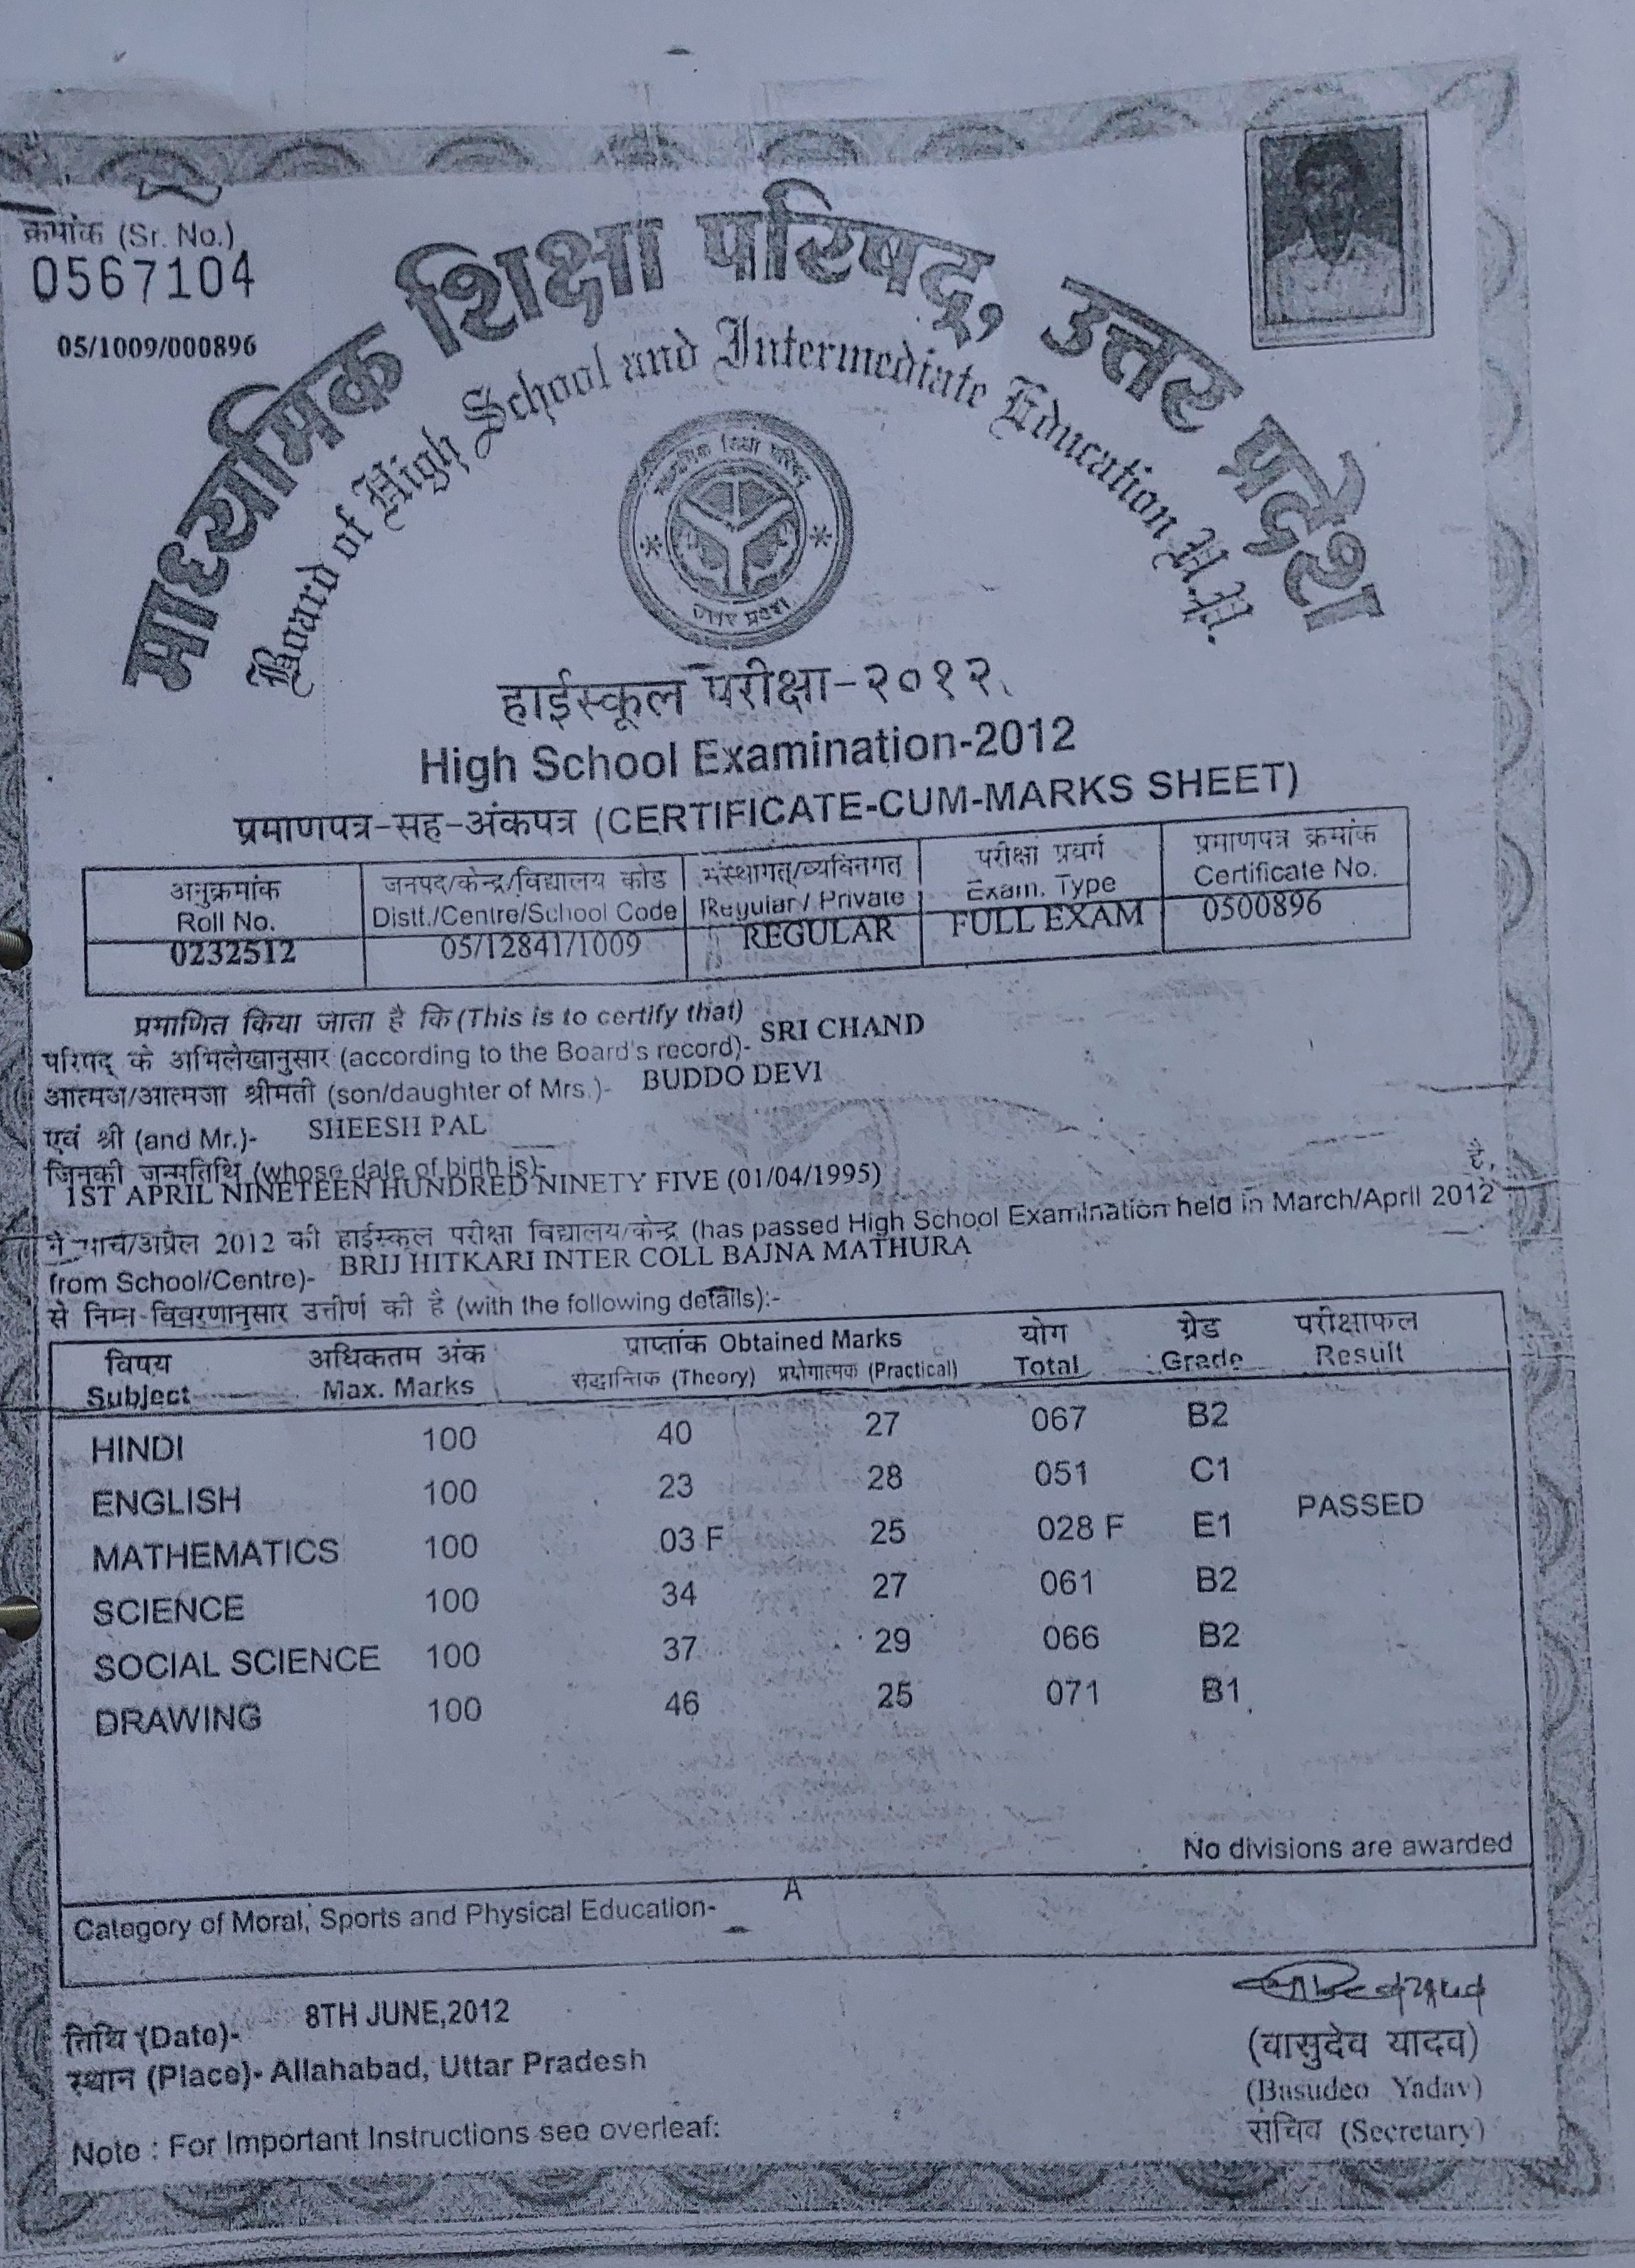 क्रमांक (Sr. No.)
0567104
05/1009/000896
माध्यमिक शिक्षा परिषद्, उत्तर प्रदेश
Board of High School and Intermediate Education U.P.
माध्यमिक शिक्षा परिषद
उत्तर प्रदेश
हाईस्कूल परीक्षा-२०१२
High School Examination-2012
प्रमाणपत्र-सह-अंकपत्र (CERTIFICATE-CUM-MARKS SHEET)
अनुक्रमांक जनपद/केन्द्र/विद्यालय कोड संस्थागत/व्यक्तिगत परीक्षा प्रवर्ग प्रमाणपत्र क्रमांक
Roll No. Distt./Centre/School Code Regular / Private Exam. Type Certificate No.
0232512 05/12841/1009 REGULAR FULL EXAM 0500896
प्रमाणित किया जाता है कि (This is to certify that)
परिषद् के अभिलेखानुसार (according to the Board's record)- SRI CHAND
आत्मज/आत्मजा श्रीमती (son/daughter of Mrs.)- BUDDO DEVI
एवं श्री (and Mr.)- SHEESH PAL
जिनकी जन्मतिथि (whose date of birth is)-
1ST APRIL NINETEEN HUNDRED NINETY FIVE (01/04/1995) है,
ने मार्च/अप्रैल 2012 की हाईस्कूल परीक्षा विद्यालय/केन्द्र (has passed High School Examination held in March/April 2012
from School/Centre)- BRIJ HITKARI INTER COLL BAJNA MATHURA
से निम्न-विवरणानुसार उत्तीर्ण की है (with the following details):-
विषय अधिकतम अंक प्राप्तांक Obtained Marks योग ग्रेड परीक्षाफल
Subject Max. Marks सैद्धान्तिक (Theory) प्रयोगात्मक (Practical) Total Grade Result
HINDI 100 40 27 067 B2
ENGLISH 100 23 28 051 C1
MATHEMATICS 100 03 F 25 028 F E1 PASSED
SCIENCE 100 34 27 061 B2
SOCIAL SCIENCE 100 37 29 066 B2
DRAWING 100 46 25 071 B1
No divisions are awarded
Category of Moral, Sports and Physical Education- A
तिथि (Date)- 8TH JUNE,2012
स्थान (Place)- Allahabad, Uttar Pradesh
(वासुदेव यादव)
(Basudeo Yadav)
सचिव (Secretary)
Note : For Important Instructions see overleaf: